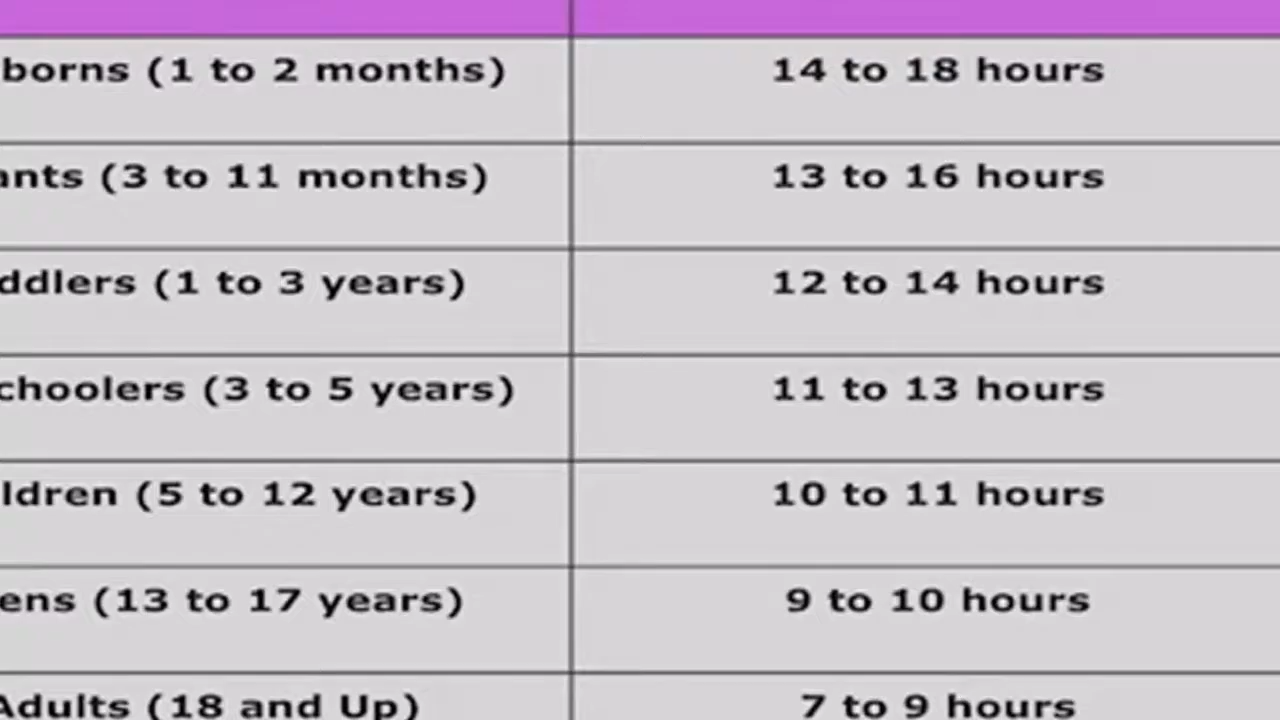 borns (1 to 2 months) 14 to 18 hours
ants (3 to 11 months) 13 to 16 hours
ddlers (1 to 3 years) 12 to 14 hours
choolers (3 to 5 years) 11 to 13 hours
ldren (5 to 12 years) 10 to 11 hours
ens (13 to 17 years) 9 to 10 hours
Adults (18 and Up) 7 to 9 hours